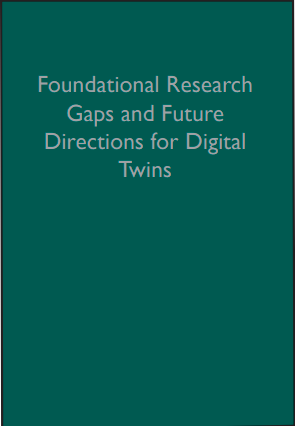 Foundational Research
Gaps and Future
Directions for Digital
Twins